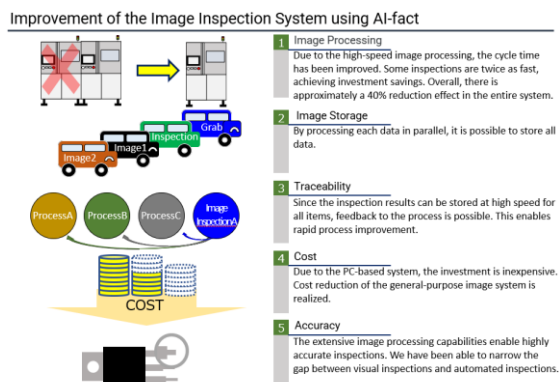 Improvement of the Image Inspection System using AI-fact
Grab
Inspection
Image1
Image2
ProcessA
ProcessB
ProcessC
Image
InspectionA
COST
1 Image Processing
Due to the high-speed image processing, the cycle time
has been improved. Some inspections are twice as fast,
achieving investment savings. Overall, there is
approximately a 40% reduction effect in the entire system.
2 Image Storage
By processing each data in parallel, it is possible to store all
data.
3 Traceability
Since the inspection results can be stored at high speed for
all items, feedback to the process is possible. This enables
rapid process improvement.
4 Cost
Due to the PC-based system, the investment is inexpensive.
Cost reduction of the general-purpose image system is
realized.
5 Accuracy
The extensive image processing capabilities enable highly
accurate inspections. We have been able to narrow the
gap between visual inspections and automated inspections.